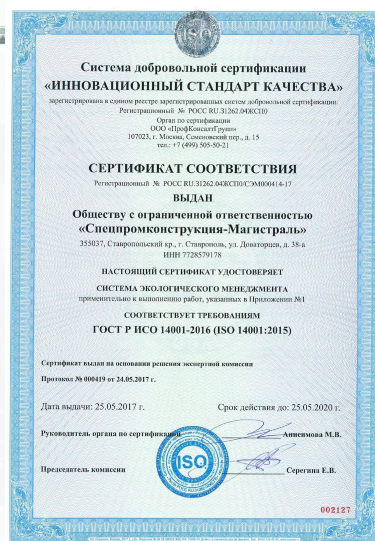 ISO
Система добровольной сертификации
«ИННОВАЦИОННЫЙ СТАНДАРТ КАЧЕСТВА»
зарегистрирована в едином реестре зарегистрированных систем добровольной сертификации
Регистрационный № РОСС RU.31262.04ЖСП0
Орган по сертификации
ООО «ПрофКонсалтГрупп»
107023, г. Москва, Семеновский пер., д. 15
тел.: +7 (499) 505-50-21
СЕРТИФИКАТ СООТВЕТСТВИЯ
Регистрационный № РОСС RU.31262.04ЖСП0/СЭМ000414-17
ВЫДАН
Обществу с ограниченной ответственностью
«Спецпромконструкция-Магистраль»
355037, Ставропольский кр., г. Ставрополь, ул. Доваторцев, д. 38-а
ИНН 7728579178
НАСТОЯЩИЙ СЕРТИФИКАТ УДОСТОВЕРЯЕТ
СИСТЕМА ЭКОЛОГИЧЕСКОГО МЕНЕДЖМЕНТА
применительно к выполнению работ, указанных в Приложении №1
СООТВЕТСТВУЕТ ТРЕБОВАНИЯМ
ГОСТ Р ИСО 14001-2016 (ISO 14001:2015)
Сертификат выдан на основании решения экспертной комиссии
Протокол № 000419 от 24.05.2017 г.
Дата выдачи: 25.05.2017 г. Срок действия до: 25.05.2020 г.
Руководитель органа по сертификации Анисимова М.В.
ISO
Председатель комиссии Серегина Е.В.
002127